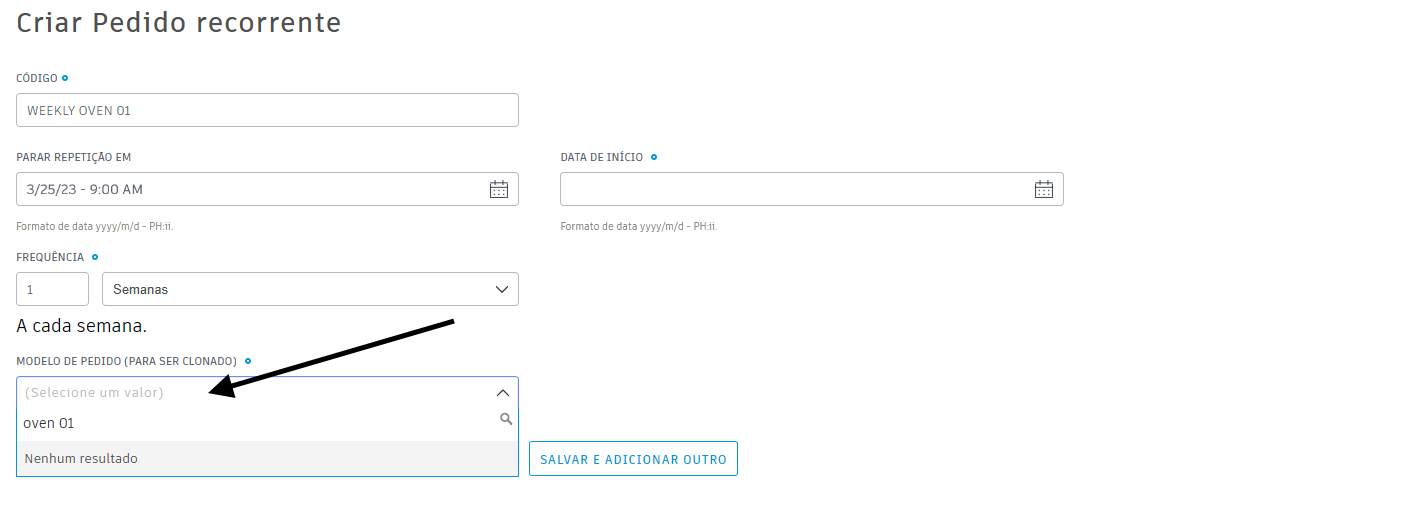 Criar Pedido recorrente
CÓDIGO
WEEKLY OVEN 01
PARAR REPETIÇÃO EM
DATA DE INÍCIO
3/25/23 - 9:00 AM
Formato de data yyyy/m/d - PH:ii.
Formato de data yyyy/m/d - PH:ii.
FREQUÊNCIA
1
Semanas
A cada semana.
MODELO DE PEDIDO (PARA SER CLONADO)
(Selecione um valor)
oven 01
Nenhum resultado
SALVAR E ADICIONAR OUTRO